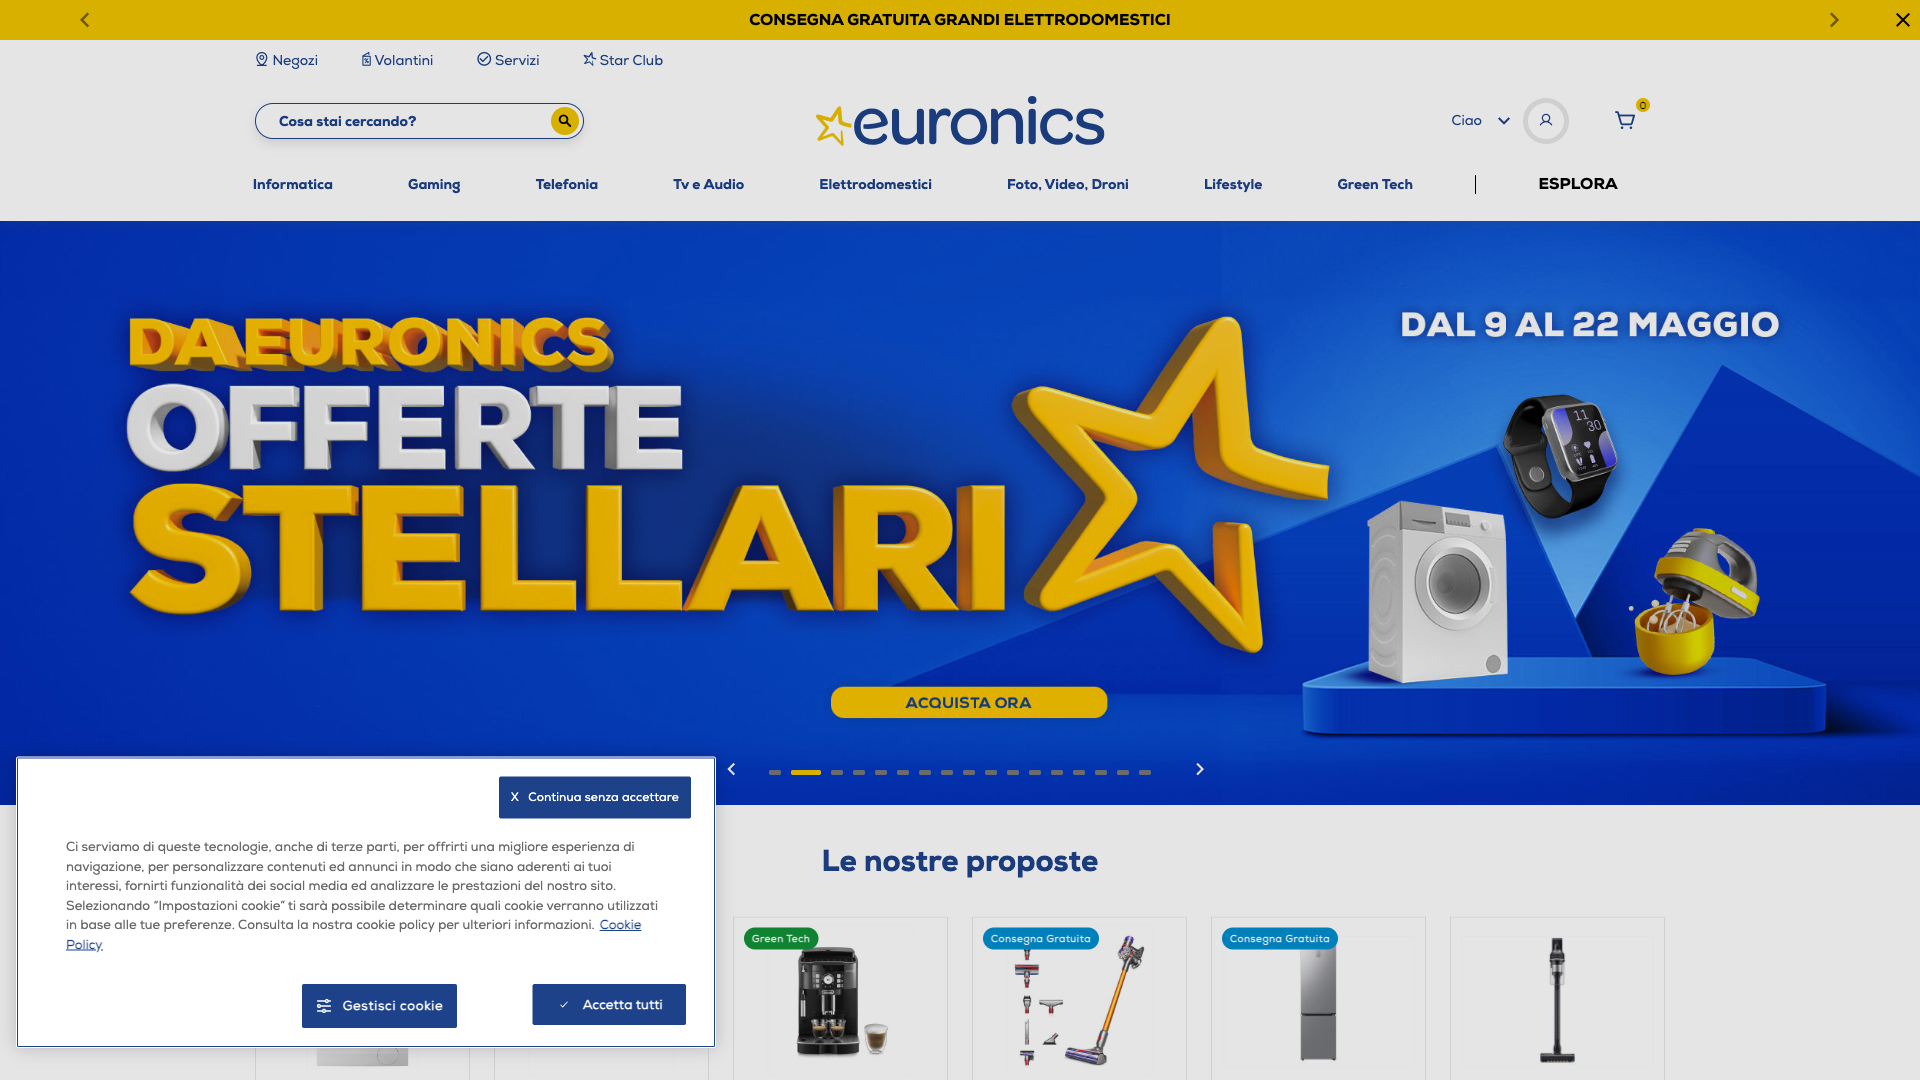 CONSEGNA GRATUITA GRANDI ELETTRODOMESTICI
Negozi
Volantini
Servizi
Star Club
Cosa stai cercando?
euronics
Ciao
0
Informatica
Gaming
Telefonia
Tv e Audio
Elettrodomestici
Foto, Video, Droni
Lifestyle
Green Tech
ESPLORA
DA EURONICS
OFFERTE
STELLARI
DAL 9 AL 22 MAGGIO
11
30
ACQUISTA ORA
X Continua senza accettare
Ci serviamo di queste tecnologie, anche di terze parti, per offrirti una migliore esperienza di
navigazione, per personalizzare contenuti ed annunci in modo che siano aderenti ai tuoi
interessi, fornirti funzionalità dei social media ed analizzare le prestazioni del nostro sito.
Selezionando “Impostazioni cookie” ti sarà possibile determinare quali cookie verranno utilizzati
in base alle tue preferenze. Consulta la nostra cookie policy per ulteriori informazioni. Cookie
Policy
Gestisci cookie
Accetta tutti
Le nostre proposte
Green Tech
Consegna Gratuita
Consegna Gratuita